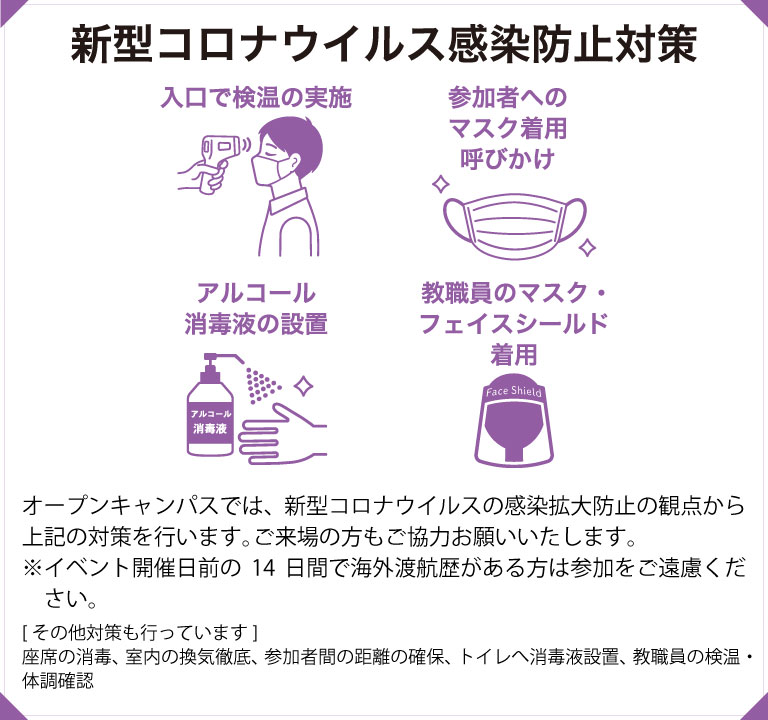 新型コロナウイルス感染防止対策
入口で検温の実施
参加者への
マスク着用
呼びかけ
アルコール
消毒液の設置
アルコール
消毒液
教職員のマスク・
フェイスシールド
着用
Face Shield
オープンキャンパスでは、新型コロナウイルスの感染拡大防止の観点から
上記の対策を行います。ご来場の方もご協力お願いいたします。
※イベント開催日前の 14 日間で海外渡航歴がある方は参加をご遠慮くだ
さい。
[ その他対策も行っています ]
座席の消毒、室内の換気徹底、参加者間の距離の確保、トイレへ消毒液設置、教職員の検温・
体調確認